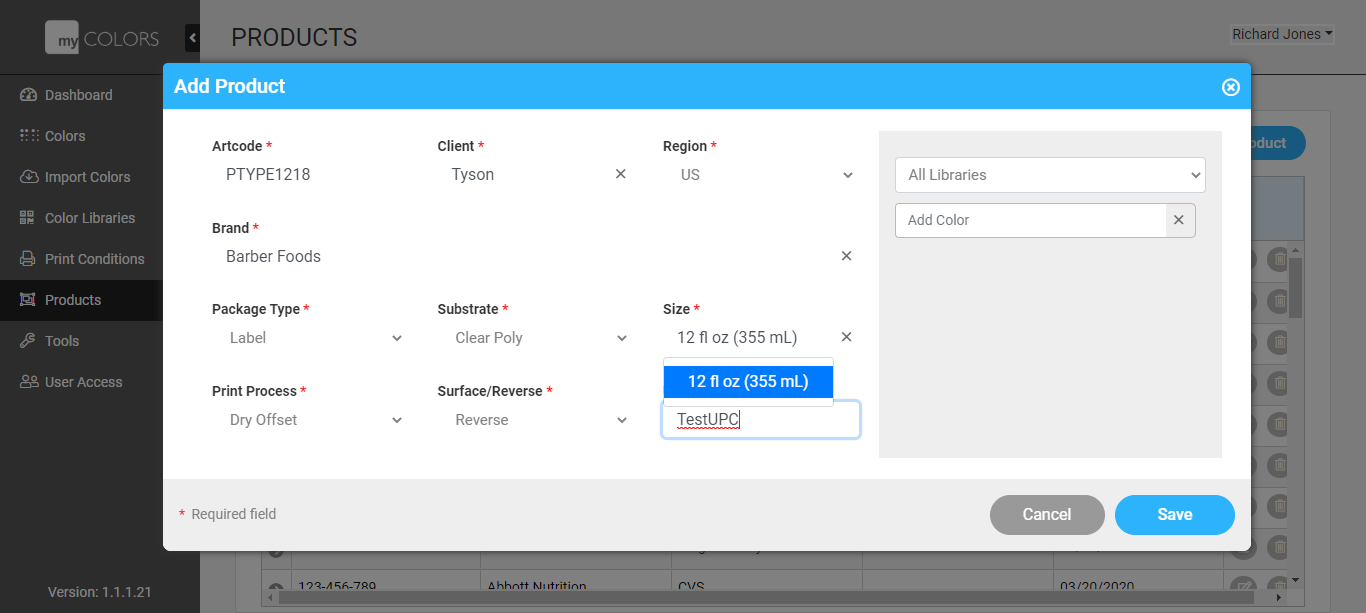 my COLORS
PRODUCTS
Richard Jones
Dashboard
Colors
Import Colors
Color Libraries
Print Conditions
Products
Tools
User Access
Version: 1.1.1.21
Add Product
Artcode *
PTYPE1218
Client *
Tyson
Region *
US
Brand *
Barber Foods
Package Type *
Label
Substrate *
Clear Poly
Size *
12 fl oz (355 mL)
12 fl oz (355 mL)
Print Process *
Dry Offset
Surface/Reverse *
Reverse
TestUPC
All Libraries
Add Color
* Required field
Cancel
Save
oduct
123-456-789 Abbott Nutrition CVS 03/20/2020